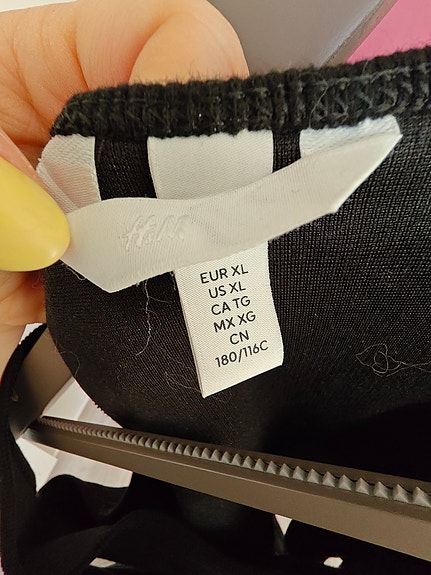 H&M
EUR XL
US XL
CA TG
MX XG
CN
180/116C